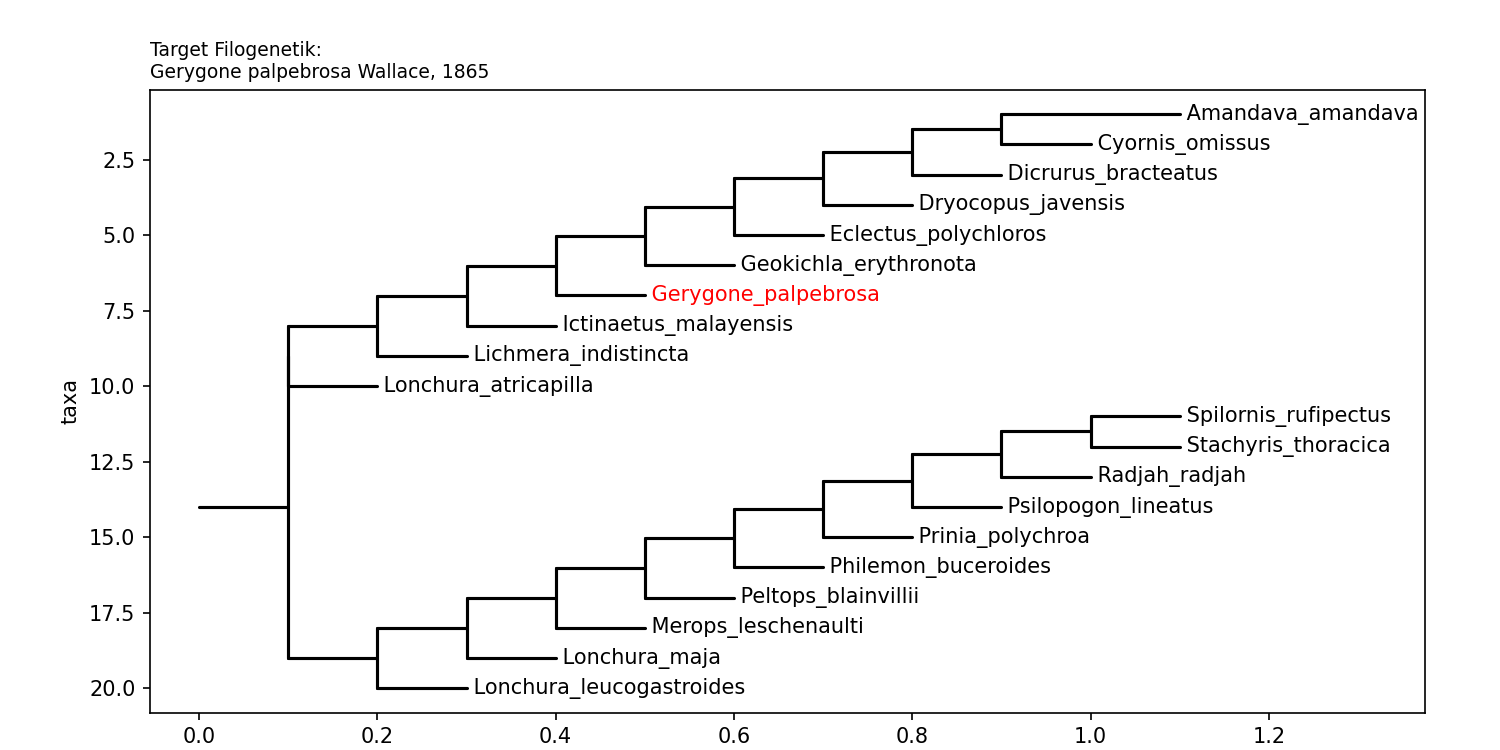 Target Filogenetik:
Gerygone palpebrosa Wallace, 1865
Amandava_amandava
Cyornis_omissus
2.5
Dicrurus_bracteatus
Dryocopus_javensis
5.0
Eclectus_polychloros
Geokichla_erythronota
Gerygone_palpebrosa
7.5
Ictinaetus_malayensis
Lichmera_indistincta
10.0
Lonchura_atricapilla
taxa
Spilornis_rufipectus
Stachyris_thoracica
12.5
Radjah_radjah
Psilopogon_lineatus
15.0
Prinia_polychroa
Philemon_buceroides
Peltops_blainvillii
17.5
Merops_leschenaulti
Lonchura_maja
20.0
Lonchura_leucogastroides
0.0 0.2 0.4 0.6 0.8 1.0 1.2